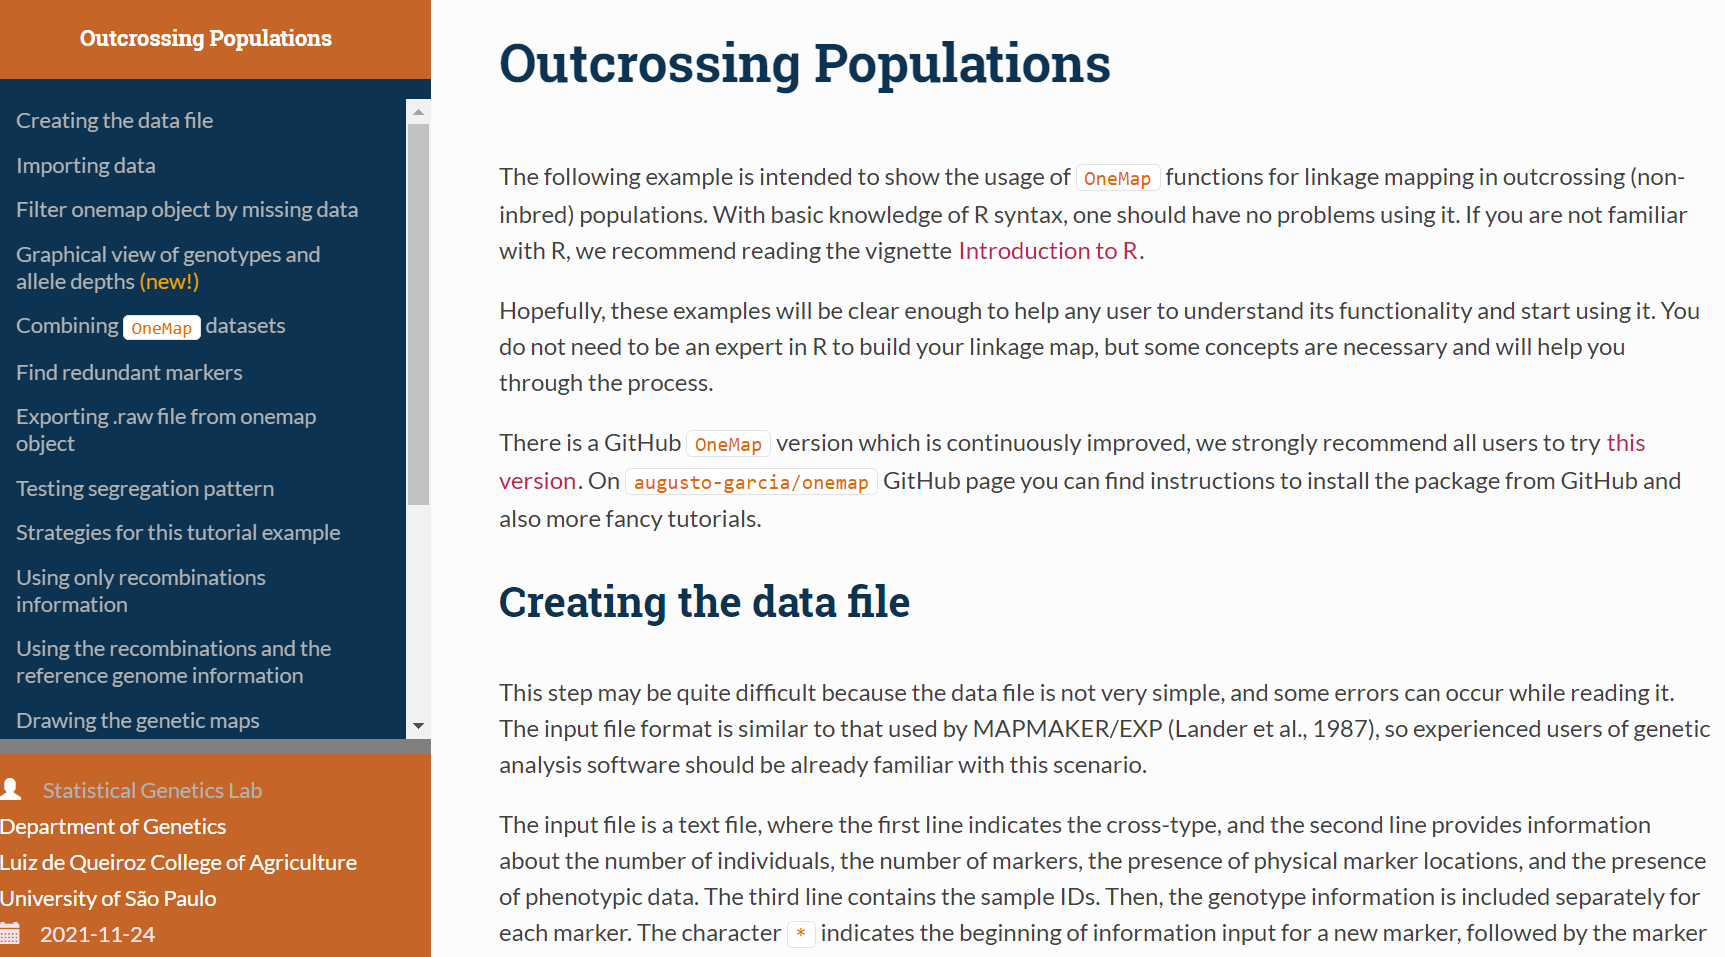 Outcrossing Populations
Creating the data file
Importing data
Filter onemap object by missing data
Graphical view of genotypes and
allele depths (new!)
Combining OneMap datasets
Find redundant markers
Exporting .raw file from onemap
object
Testing segregation pattern
Strategies for this tutorial example
Using only recombinations
information
Using the recombinations and the
reference genome information
Drawing the genetic maps
Statistical Genetics Lab
Department of Genetics
Luiz de Queiroz College of Agriculture
University of São Paulo
2021-11-24
Outcrossing Populations
The following example is intended to show the usage of OneMap functions for linkage mapping in outcrossing (non-
inbred) populations. With basic knowledge of R syntax, one should have no problems using it. If you are not familiar
with R, we recommend reading the vignette Introduction to R.
Hopefully, these examples will be clear enough to help any user to understand its functionality and start using it. You
do not need to be an expert in R to build your linkage map, but some concepts are necessary and will help you
through the process.
There is a GitHub OneMap version which is continuously improved, we strongly recommend all users to try this
version. On augusto-garcia/onemap GitHub page you can find instructions to install the package from GitHub and
also more fancy tutorials.
Creating the data file
This step may be quite difficult because the data file is not very simple, and some errors can occur while reading it.
The input file format is similar to that used by MAPMAKER/EXP (Lander et al., 1987), so experienced users of genetic
analysis software should be already familiar with this scenario.
The input file is a text file, where the first line indicates the cross-type, and the second line provides information
about the number of individuals, the number of markers, the presence of physical marker locations, and the presence
of phenotypic data. The third line contains the sample IDs. Then, the genotype information is included separately for
each marker. The character * indicates the beginning of information input for a new marker, followed by the marker